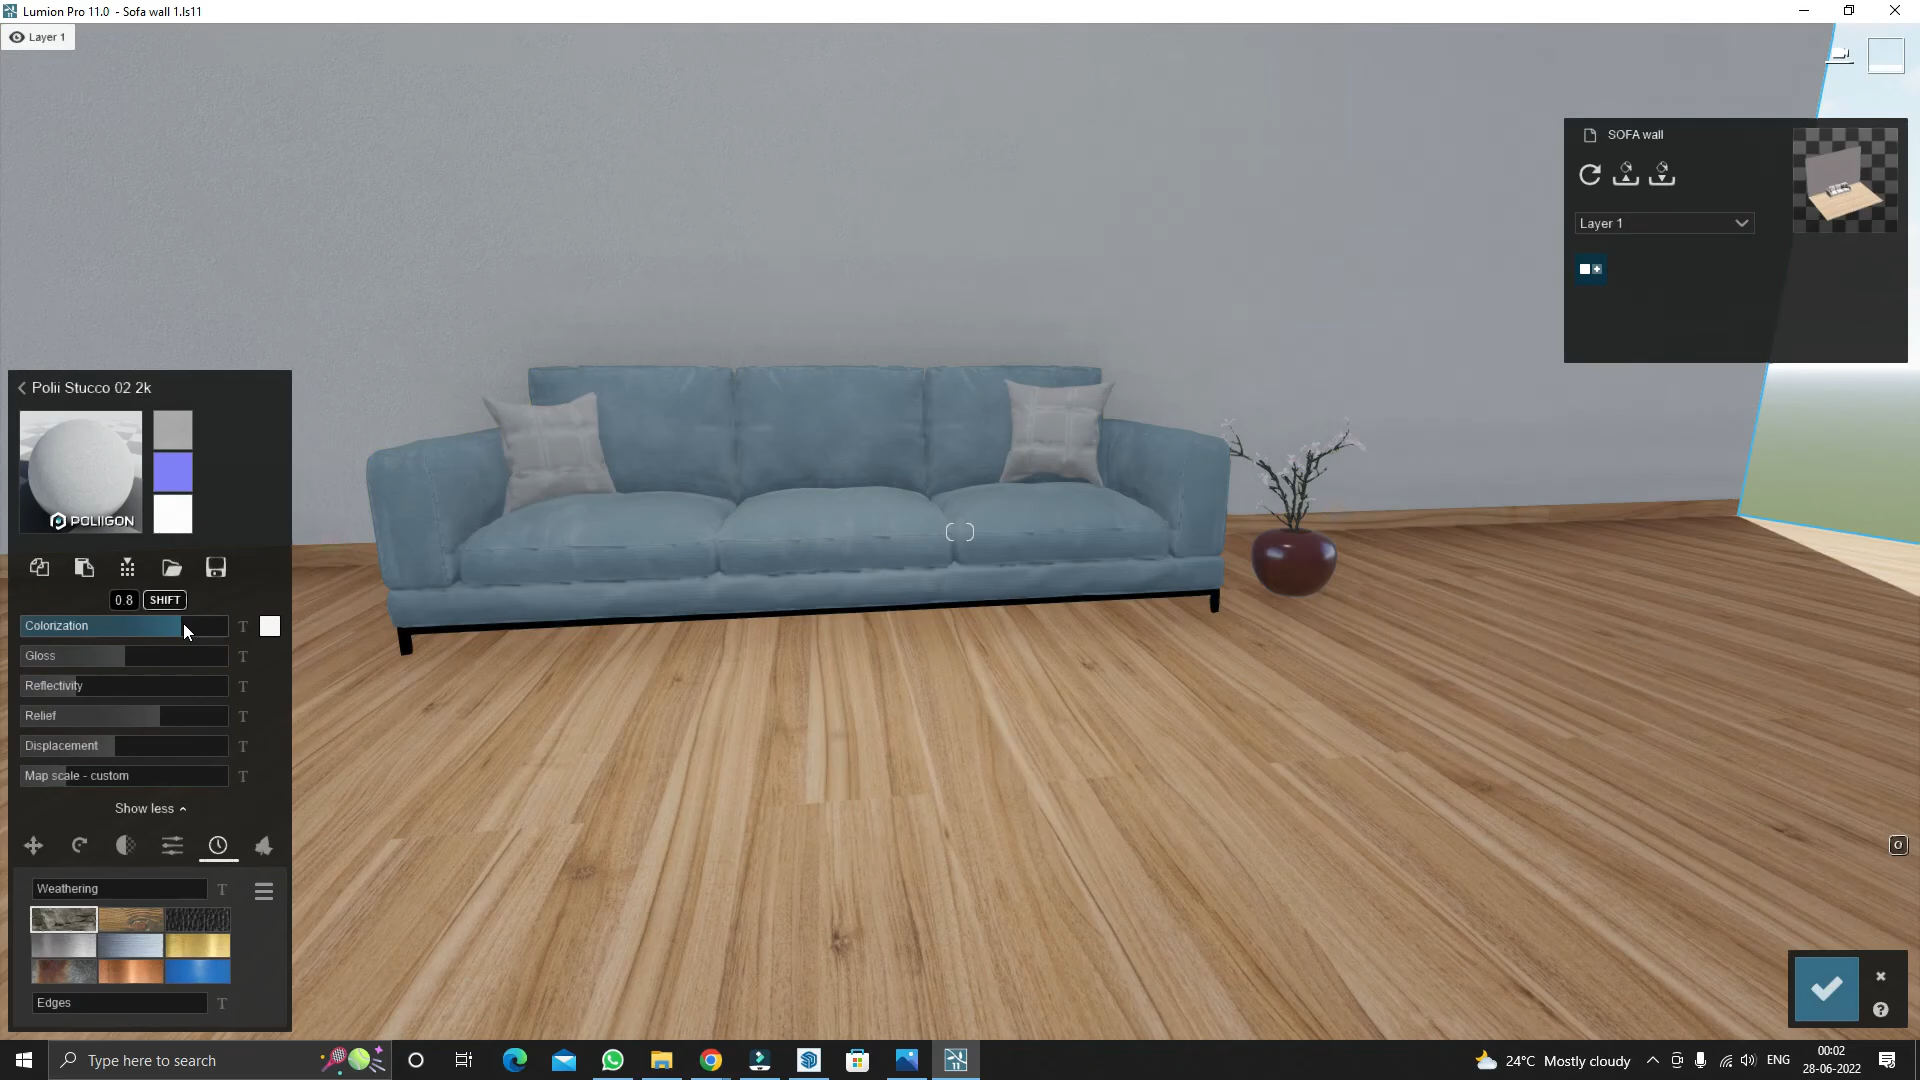 Lumion Pro 11.0 - Sofa wall 1.ls11
Layer 1
SOFA wall
Layer 1
Polii Stucco 02 2k
POLIIGON
0.8 SHIFT
Colorization T
Gloss T
Reflectivity T
Relief T
Displacement T
Map scale - custom T
Show less
Weathering T
Edges T
O
Type here to search
11
24°C Mostly cloudy
ENG
00:02
28-06-2022